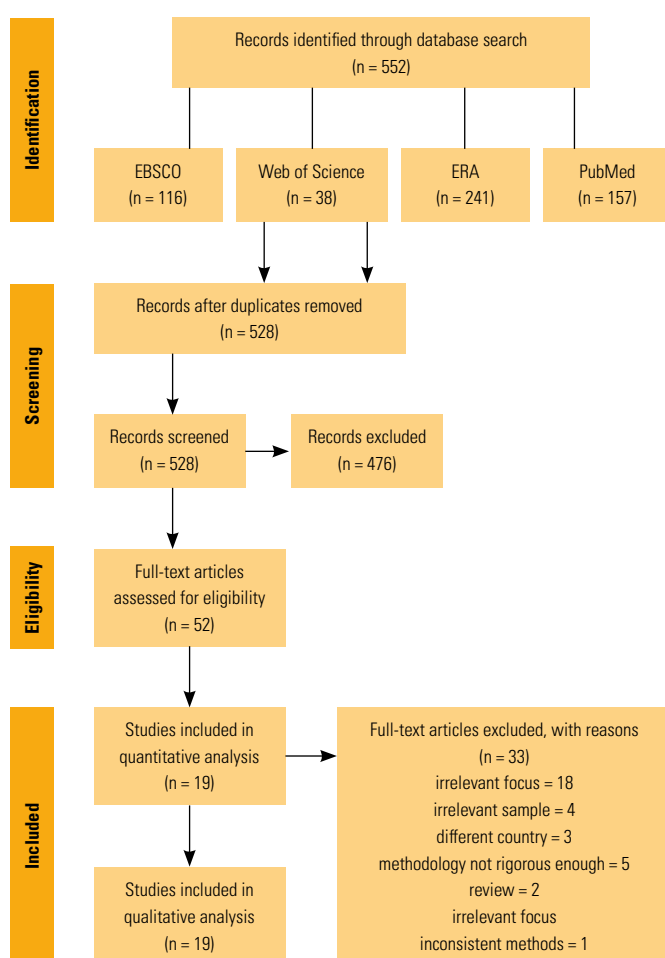 Identification
Records identified through database search
(n = 552)
EBSCO
(n = 116)
Web of Science
(n = 38)
ERA
(n = 241)
PubMed
(n = 157)
Screening
Records after duplicates removed
(n = 528)
Records screened
(n = 528)
Records excluded
(n = 476)
Eligibility
Full-text articles
assessed for eligibility
(n = 52)
Included
Studies included in
quantitative analysis
(n = 19)
Full-text articles excluded, with reasons
(n = 33)
irrelevant focus = 18
irrelevant sample = 4
different country = 3
methodology not rigorous enough = 5
review = 2
irrelevant focus
inconsistent methods = 1
Studies included in
qualitative analysis
(n = 19)